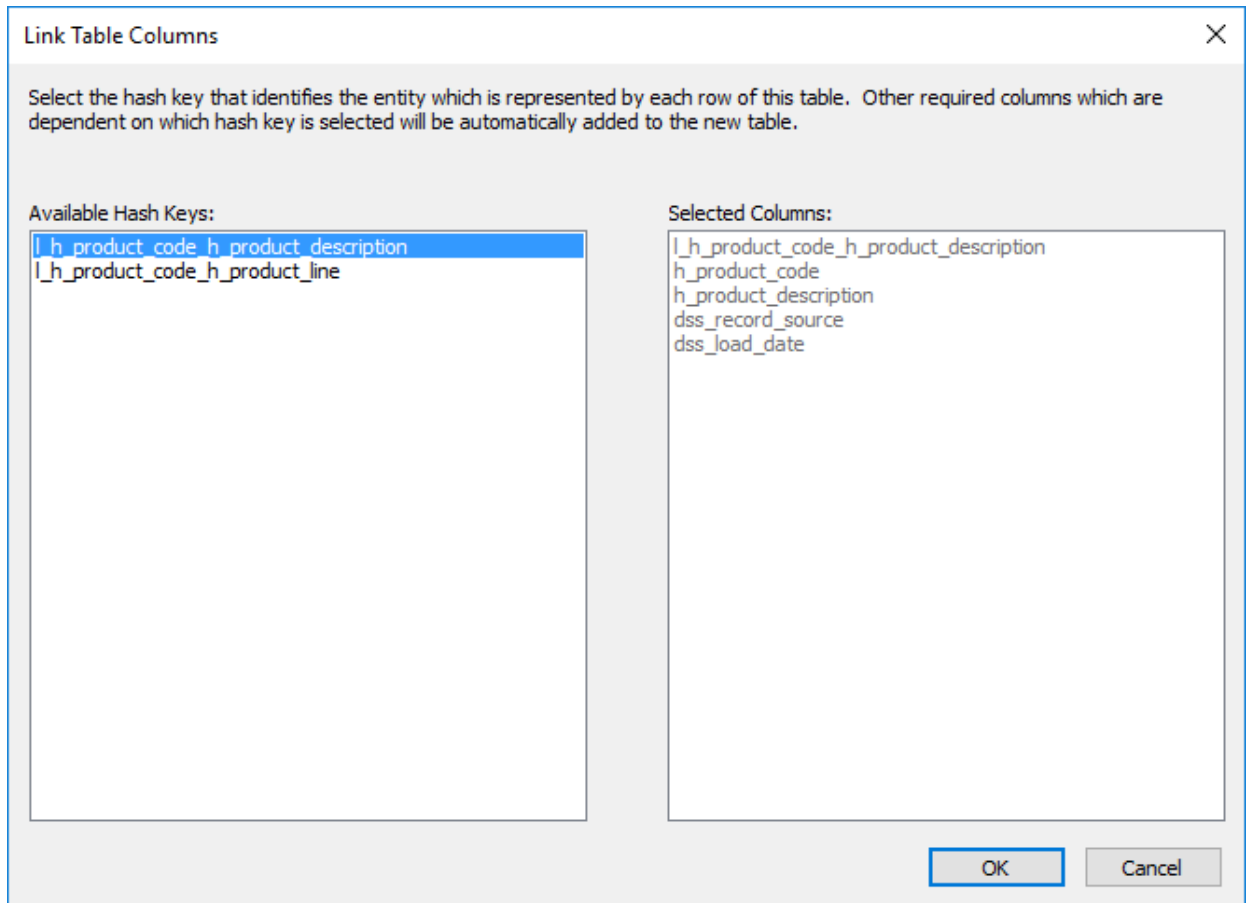 Link Table Columns
Select the hash key that identifies the entity which is represented by each row of this table.  Other required columns which are
dependent on which hash key is selected will be automatically added to the new table.
Available Hash Keys:
l_h_product_code_h_product_description
l_h_product_code_h_product_line
Selected Columns:
l_h_product_code_h_product_description
h_product_code
h_product_description
dss_record_source
dss_load_date
OK
Cancel